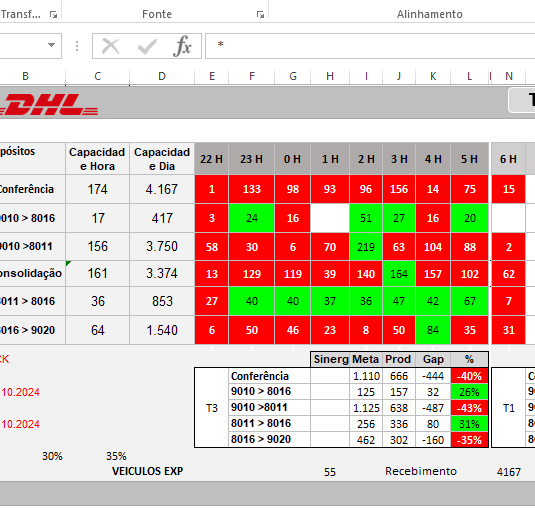 Transf...
Fonte
Alinhamento
fx
*
B C D E F G H I J K L N
DHL
T
pósitos Capacidad e Hora Capacidad e Dia 22 H 23 H 0 H 1 H 2 H 3 H 4 H 5 H 6 H
Conferência 174 4.167 1 133 98 93 96 156 14 75 15
9010 > 8016 17 417 3 24 16 51 27 16 20
9010 >8011 156 3.750 58 30 6 70 219 63 104 88 2
onsolidação 161 3.374 13 129 119 39 140 164 157 102 62
8011 > 8016 36 853 27 40 40 37 36 47 42 67 7
8016 > 9020 64 1.540 6 50 46 23 8 50 84 35 31
CK
Sinerg Meta Prod Gap %
Conferência 1.110 666 -444 -40%
10.2024 9010 > 8016 125 157 32 26%
T3 9010 >8011 1.125 638 -487 -43% T1
10.2024 8011 > 8016 256 336 80 31%
8016 > 9020 462 302 -160 -35%
30% 35%
VEICULOS EXP 55 Recebimento 4167